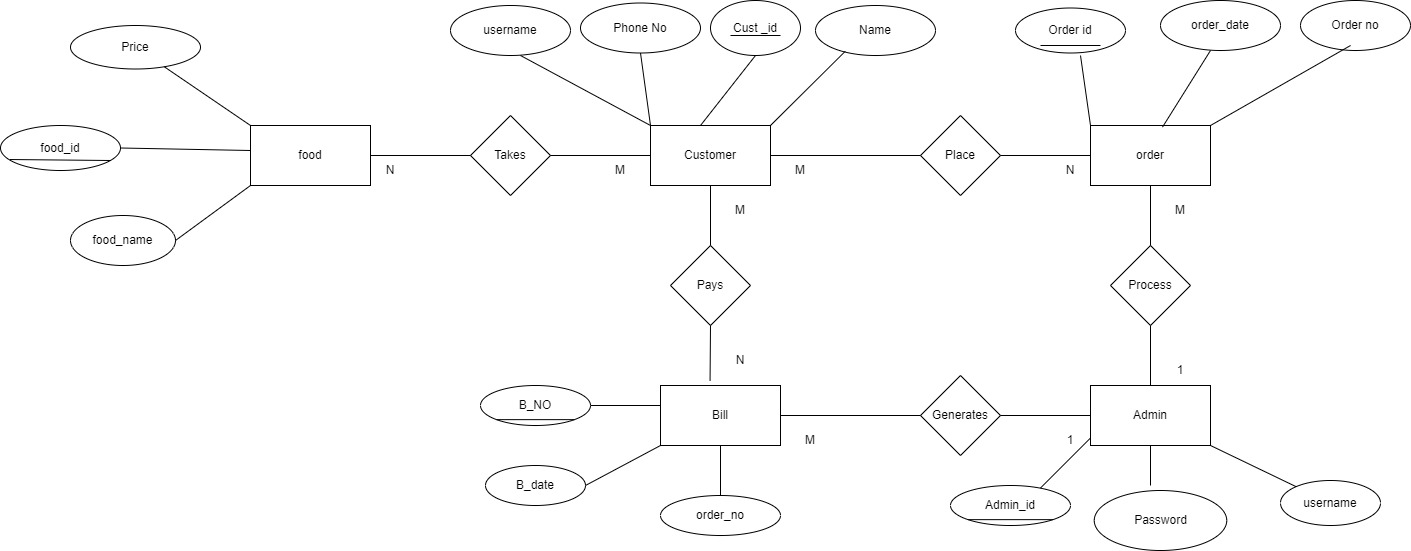 username
Phone No
Cust _id
Name
Order id
order_date
Order no
Price
food_id
food_name
food
N
Takes
M
Customer
M
Place
N
order
M
M
Pays
Process
N
1
B_NO
Bill
M
Generates
1
Admin
B_date
order_no
Admin_id
Password
username